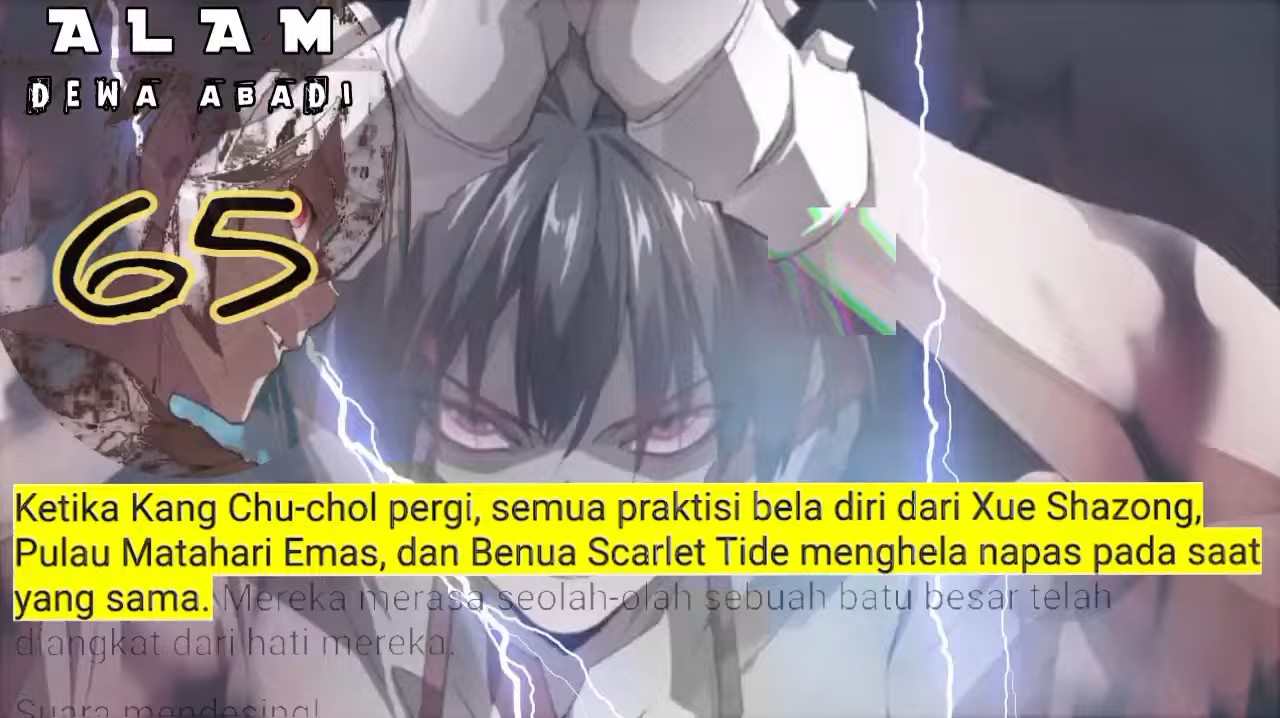 ALAM
DEWA ABADI
65
Ketika Kang Chu-chol pergi, semua praktisi bela diri dari Xue Shazong,
Pulau Matahari Emas, dan Benua Scarlet Tide menghela napas pada saat
yang sama. Mereka merasa seolah-olah sebuah batu besar telah
diangkat dari hati mereka.
Suara mendesing!